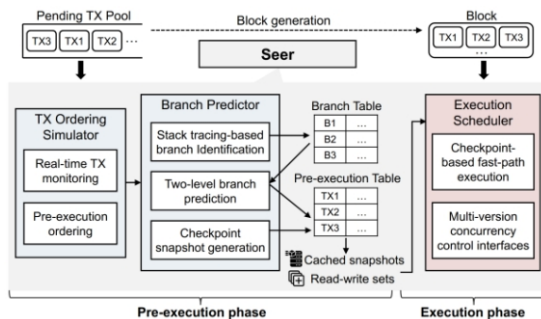 Pending TX Pool
TX3 TX1 TX2 ...
Block generation
Block
TX1 TX2 TX3
...
Seer
TX Ordering
Simulator
Real-time TX
monitoring
Pre-execution
ordering
Branch Predictor
Stack tracing-based
branch Identification
Two-level branch
prediction
Checkpoint
snapshot generation
Branch Table
B1 ...
B2 ...
B3 ...
Pre-execution Table
TX1 ...
TX2 ...
TX3 ...
Cached snapshots
Read-write sets
Execution
Scheduler
Checkpoint-
based fast-path
execution
Multi-version
concurrency
control interfaces
Pre-execution phase
Execution phase